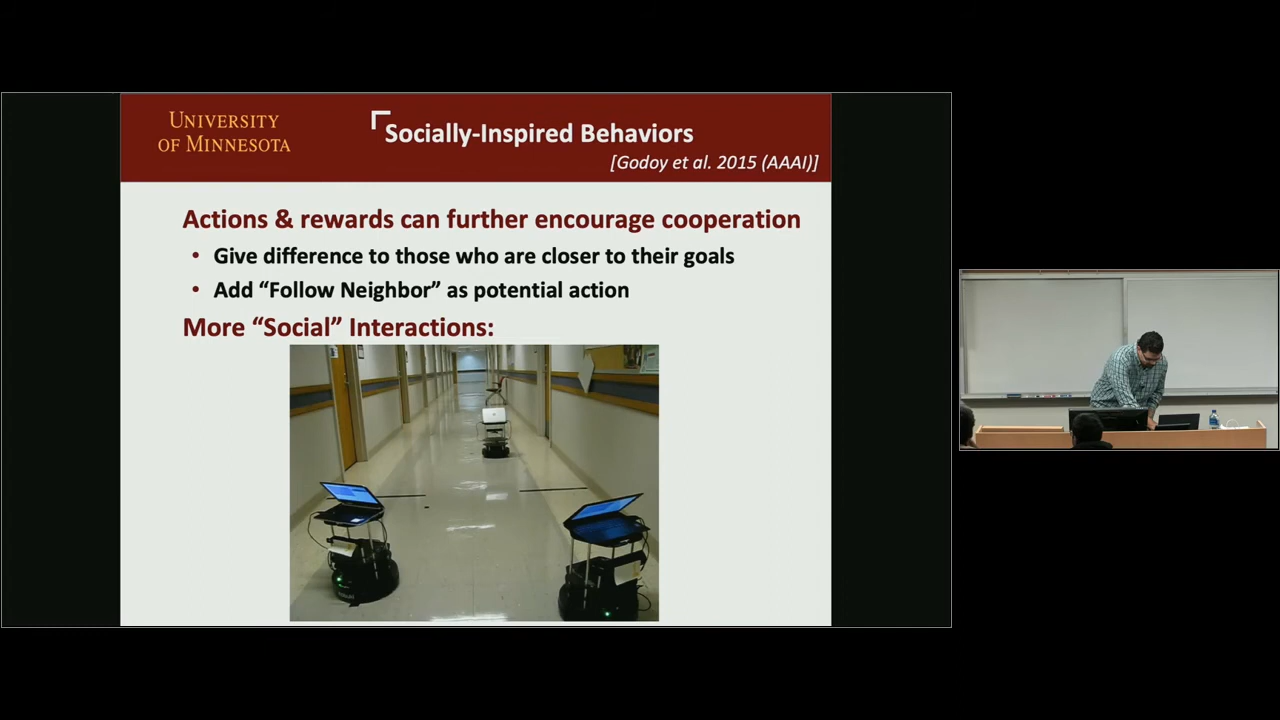 UNIVERSITY
OF MINNESOTA
Socially-Inspired Behaviors
[Godoy et al. 2015 (AAAI)]
Actions & rewards can further encourage cooperation
• Give difference to those who are closer to their goals
• Add “Follow Neighbor” as potential action
More “Social” Interactions: